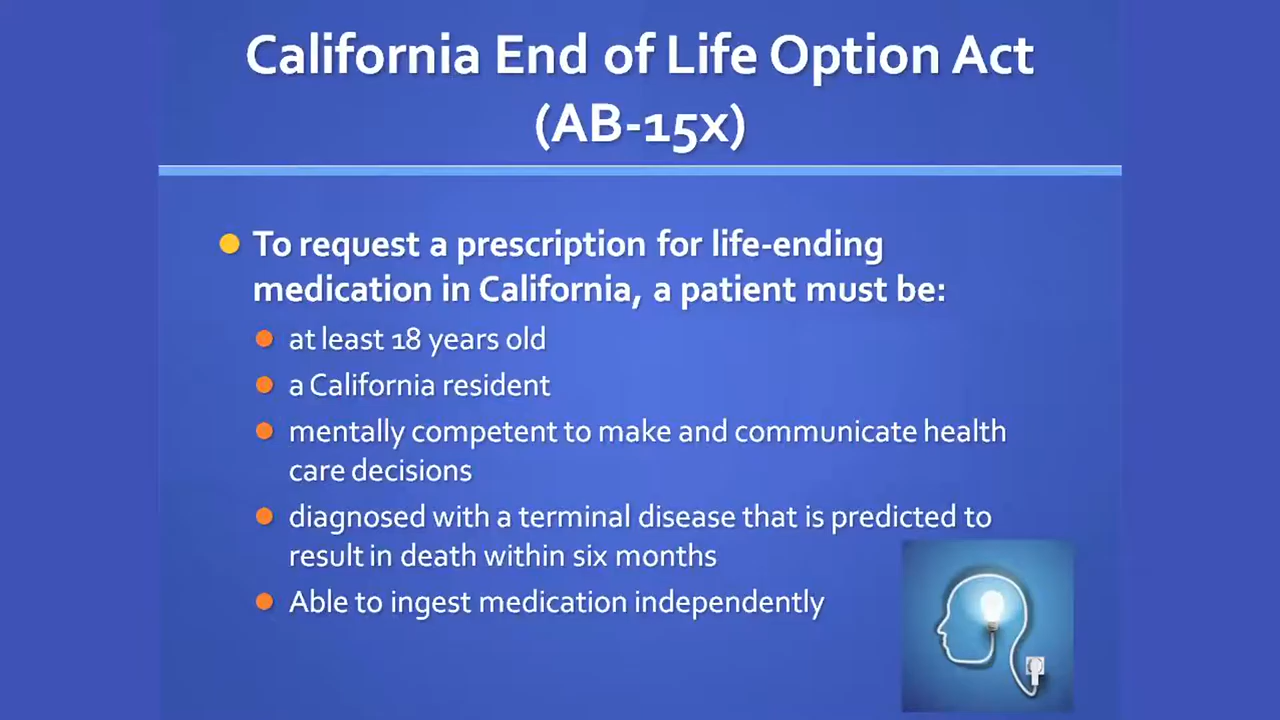 California End of Life Option Act
(AB-15x)
To request a prescription for life-ending
medication in California, a patient must be:
at least 18 years old
a California resident
mentally competent to make and communicate health
care decisions
diagnosed with a terminal disease that is predicted to
result in death within six months
Able to ingest medication independently